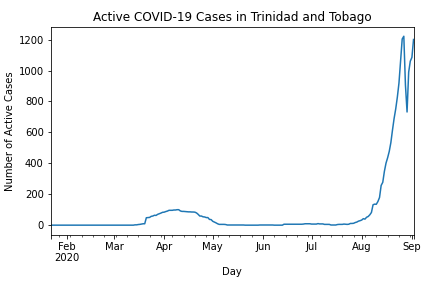 Active COVID-19 Cases in Trinidad and Tobago
Number of Active Cases
1200
1000
800
600
400
200
0
Feb Mar Apr May Jun Jul Aug Sep
2020
Day